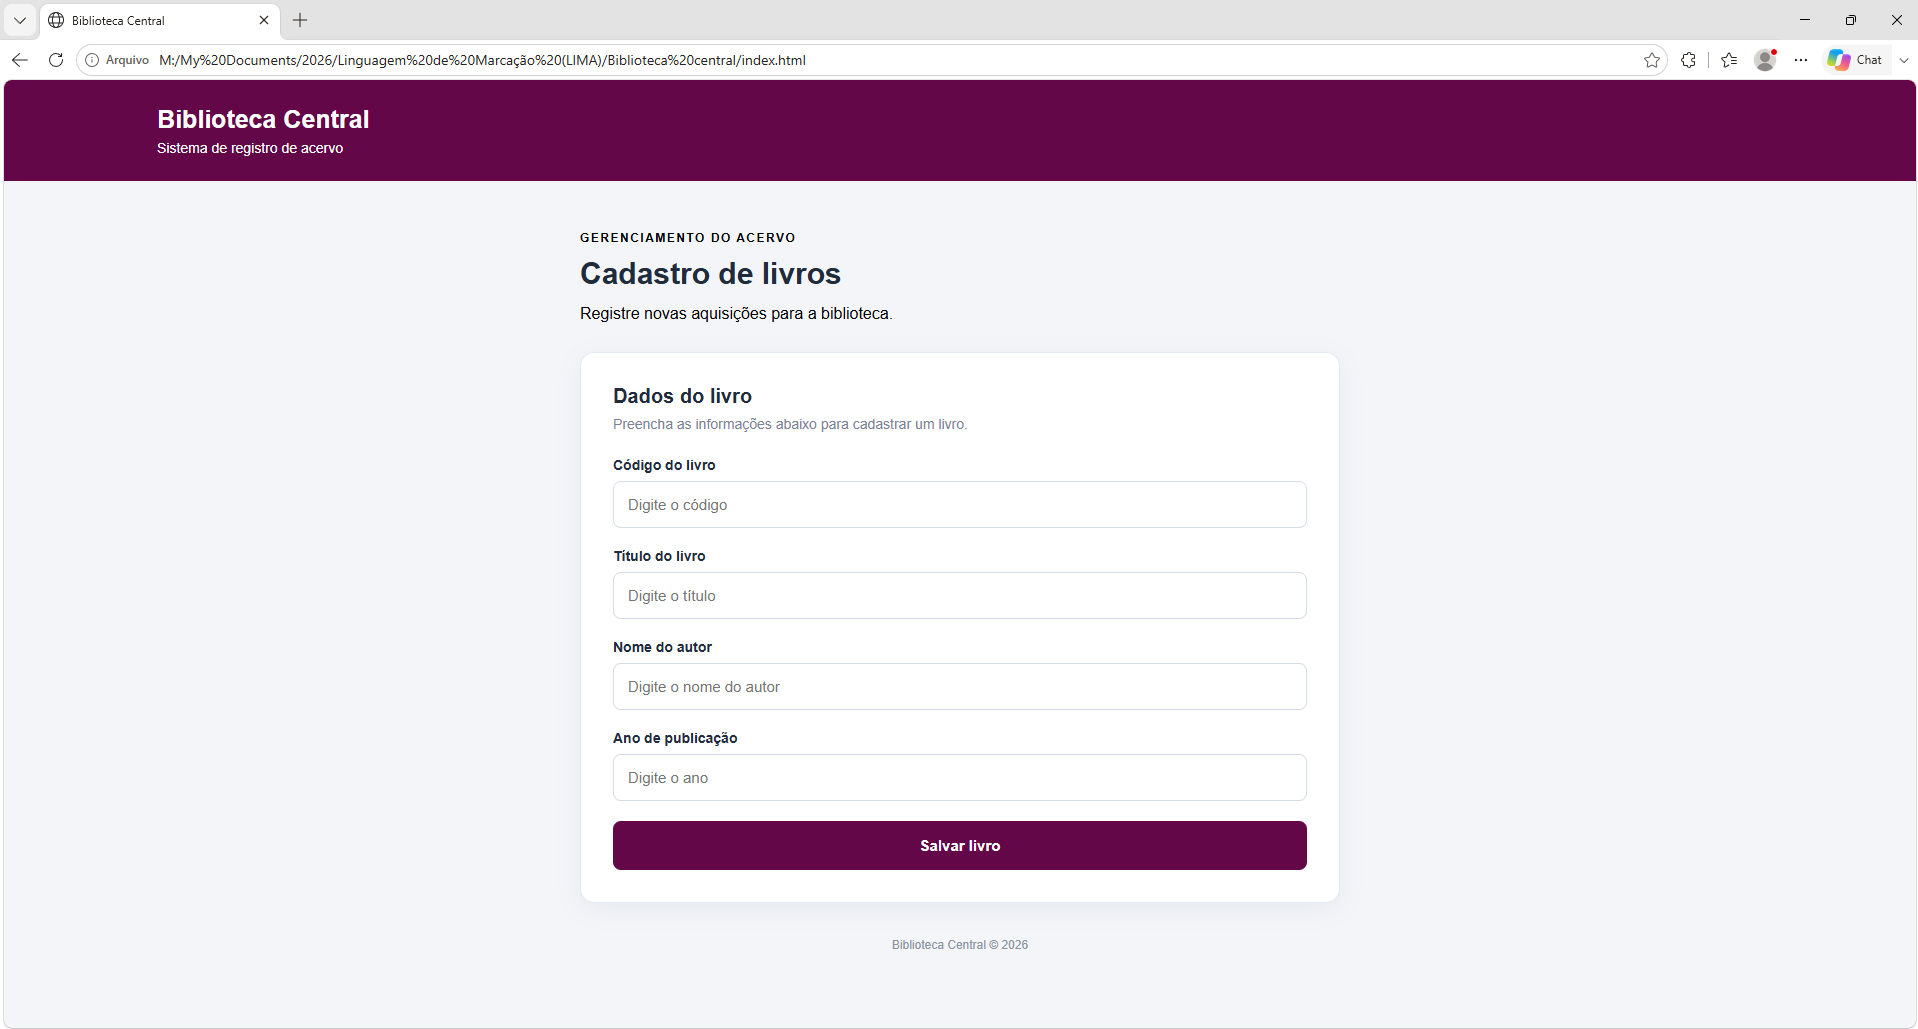 Biblioteca Central
Arquivo M:/My%20Documents/2026/Linguagem%20de%20Marcação%20(LIMA)/Biblioteca%20central/index.html
Chat
Biblioteca Central
Sistema de registro de acervo
GERENCIAMENTO DO ACERVO
Cadastro de livros
Registre novas aquisições para a biblioteca.
Dados do livro
Preencha as informações abaixo para cadastrar um livro.
Código do livro
Digite o código
Título do livro
Digite o título
Nome do autor
Digite o nome do autor
Ano de publicação
Digite o ano
Salvar livro
Biblioteca Central © 2026